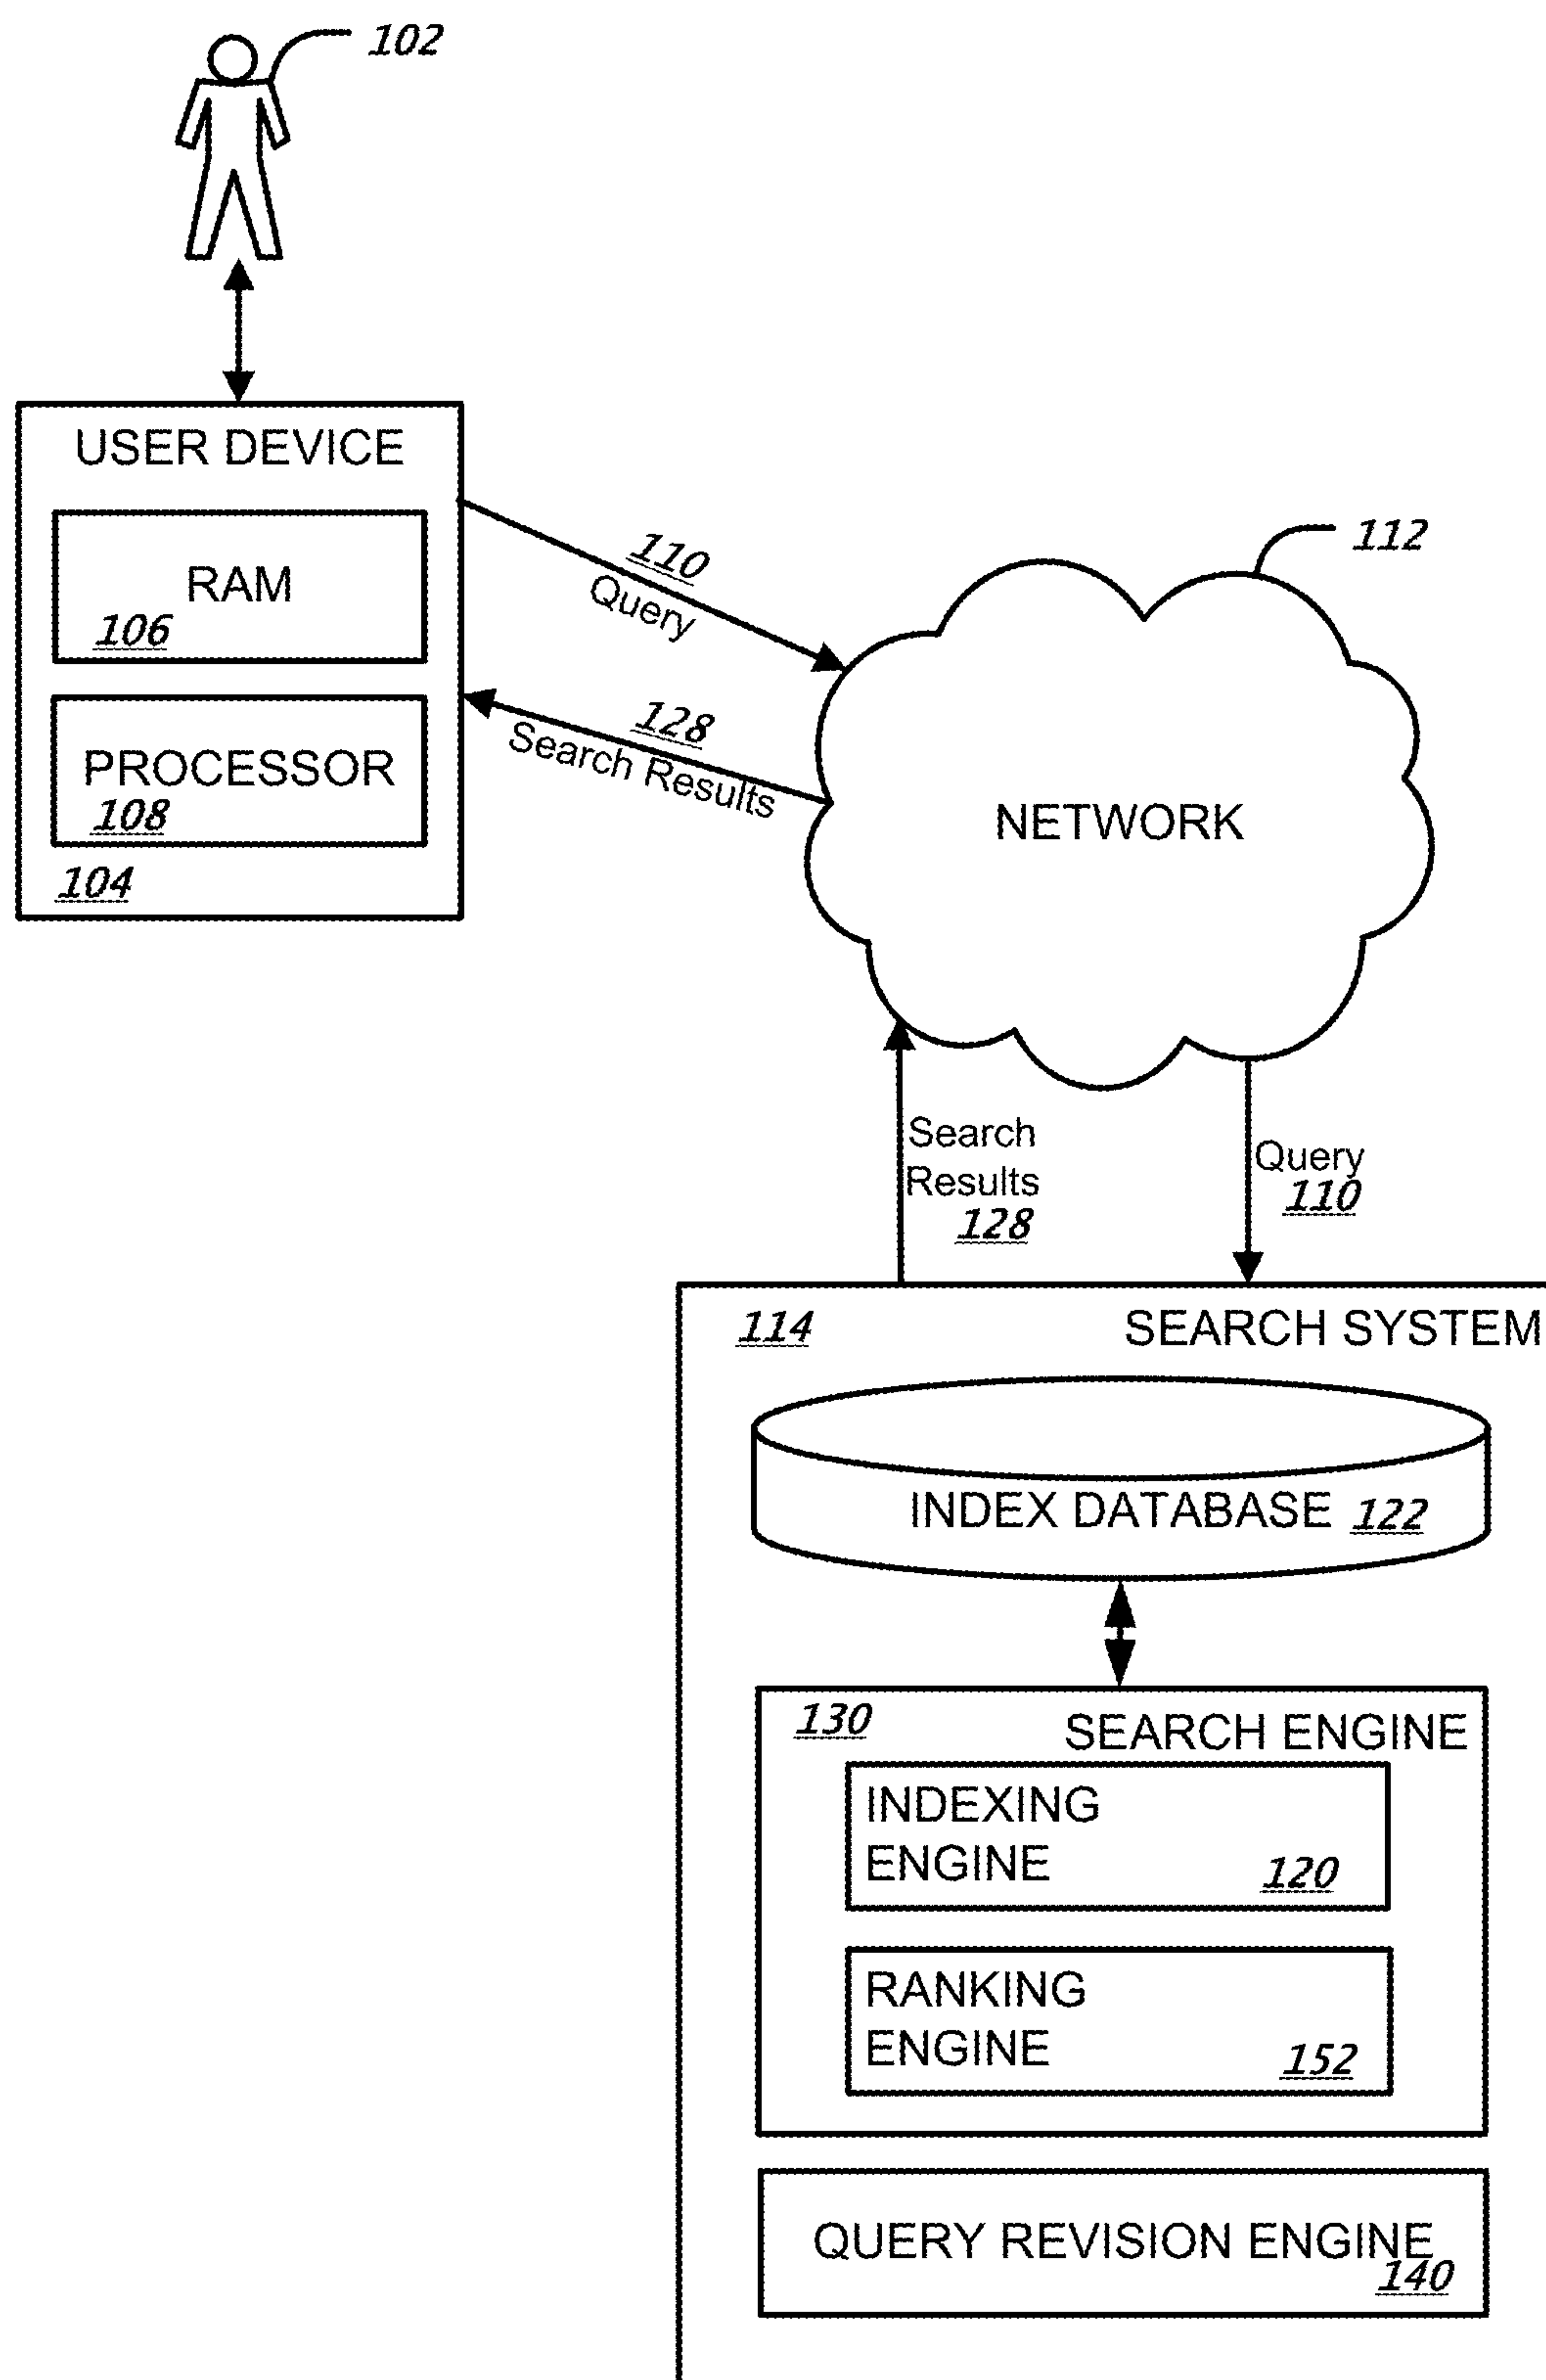 102
USER DEVICE
RAM
106
PROCESSOR
108
104
110
Query
128
Search Results
112
NETWORK
Search
Results
128
Query
110
114
SEARCH SYSTEM
INDEX DATABASE 122
130
SEARCH ENGINE
INDEXING
ENGINE 120
RANKING
ENGINE 152
QUERY REVISION ENGINE
140